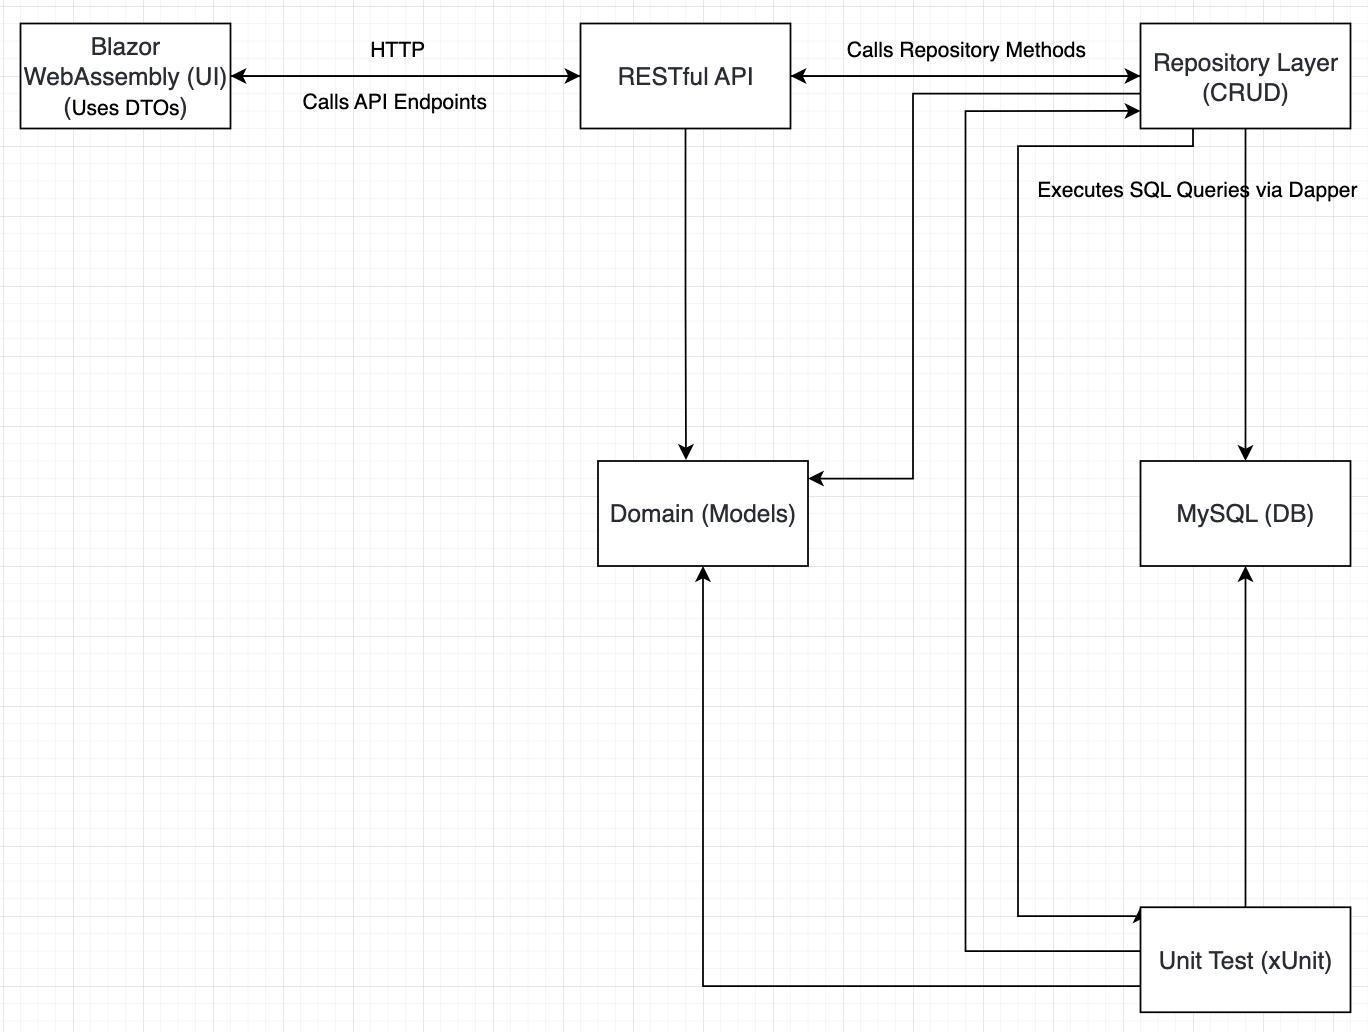 Blazor
WebAssembly (UI)
(Uses DTOs)
HTTP
Calls API Endpoints
RESTful API
Calls Repository Methods
Repository Layer
(CRUD)
Executes SQL Queries via Dapper
Domain (Models)
MySQL (DB)
Unit Test (xUnit)